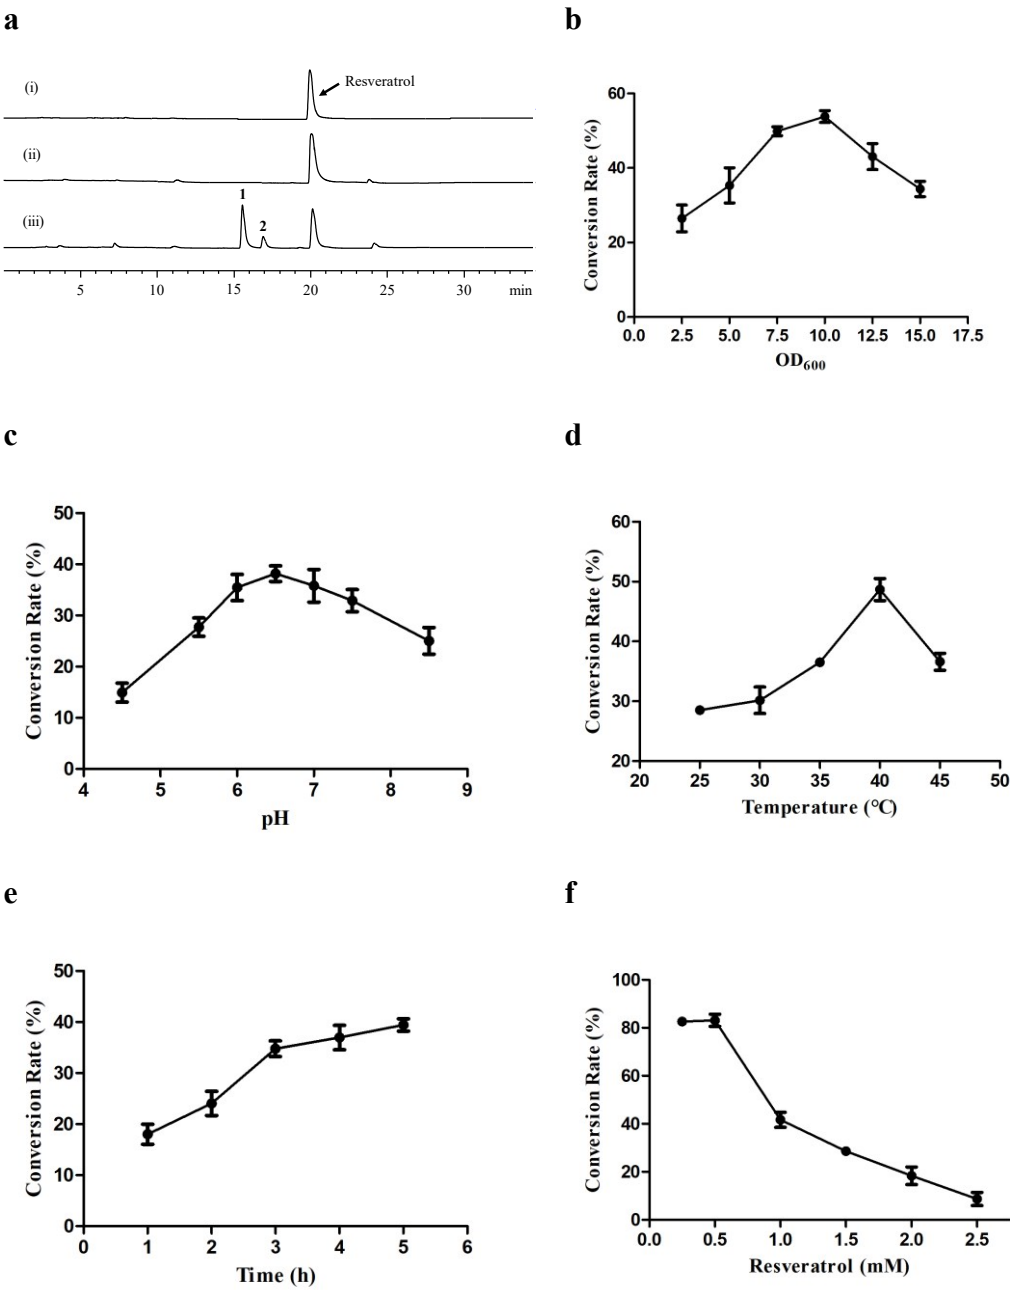 a
(i)
Resveratrol
(ii)
1
2
(iii)
5 10 15 20 25 30 min
b
Conversion Rate (%)
60
40
20
0
0.0 2.5 5.0 7.5 10.0 12.5 15.0 17.5
OD600
c
Conversion Rate (%)
50
40
30
20
10
0
4 5 6 7 8 9
pH
d
Conversion Rate (%)
60
50
40
30
20
20 25 30 35 40 45 50
Temperature (°C)
e
Conversion Rate (%)
50
40
30
20
10
0
0 1 2 3 4 5 6
Time (h)
f
Conversion Rate (%)
100
80
60
40
20
0
0.0 0.5 1.0 1.5 2.0 2.5
Resveratrol (mM)